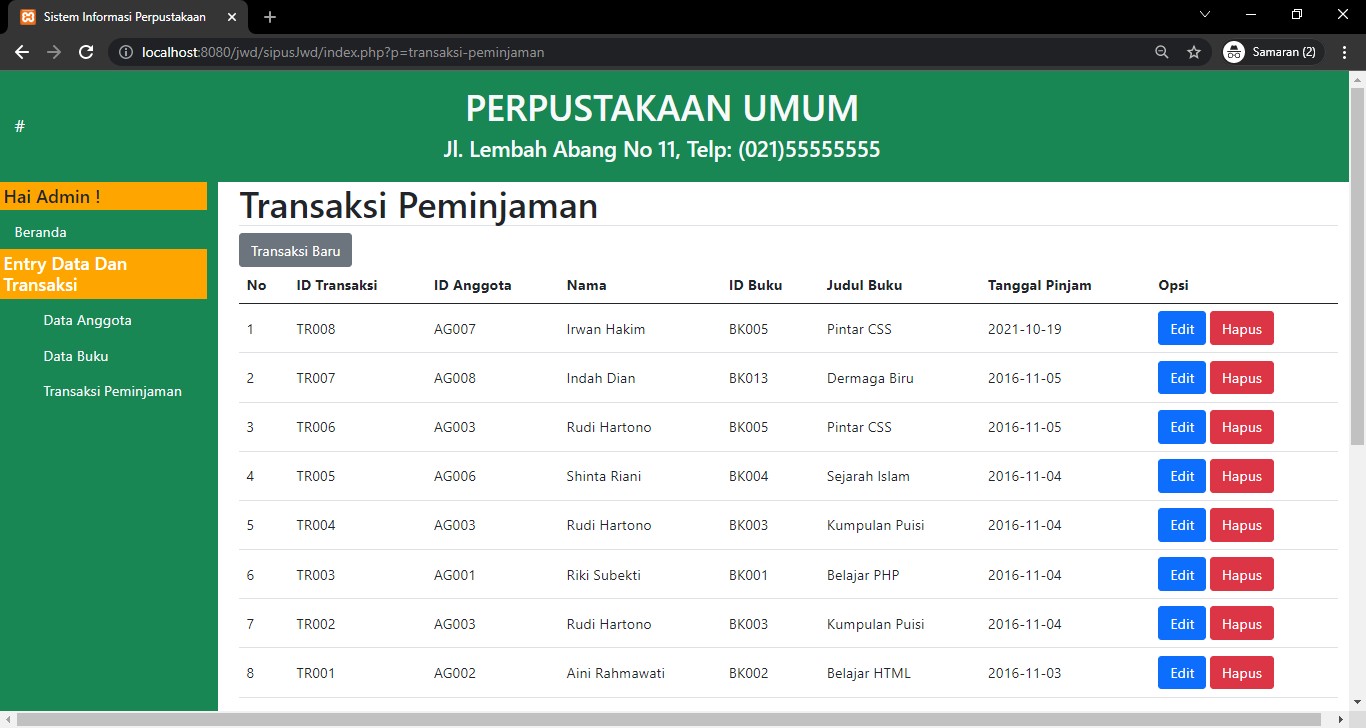 Sistem Informasi Perpustakaan
localhost:8080/jwd/sipusJwd/index.php?p=transaksi-peminjaman
Samaran (2)
#
PERPUSTAKAAN UMUM
Jl. Lembah Abang No 11, Telp: (021)55555555
Hai Admin !
Beranda
Entry Data Dan
Transaksi
Data Anggota
Data Buku
Transaksi Peminjaman
Transaksi Peminjaman
Transaksi Baru
No ID Transaksi ID Anggota Nama ID Buku Judul Buku Tanggal Pinjam Opsi
1 TR008 AG007 Irwan Hakim BK005 Pintar CSS 2021-10-19 Edit Hapus
2 TR007 AG008 Indah Dian BK013 Dermaga Biru 2016-11-05 Edit Hapus
3 TR006 AG003 Rudi Hartono BK005 Pintar CSS 2016-11-05 Edit Hapus
4 TR005 AG006 Shinta Riani BK004 Sejarah Islam 2016-11-04 Edit Hapus
5 TR004 AG003 Rudi Hartono BK003 Kumpulan Puisi 2016-11-04 Edit Hapus
6 TR003 AG001 Riki Subekti BK001 Belajar PHP 2016-11-04 Edit Hapus
7 TR002 AG003 Rudi Hartono BK003 Kumpulan Puisi 2016-11-04 Edit Hapus
8 TR001 AG002 Aini Rahmawati BK002 Belajar HTML 2016-11-03 Edit Hapus